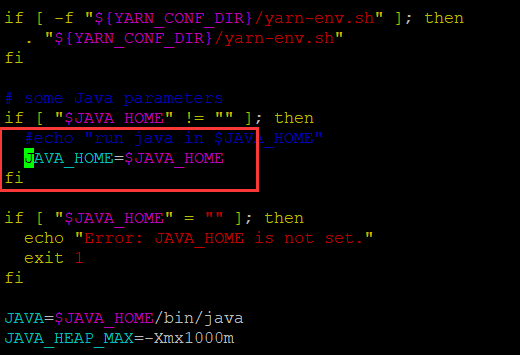 if [ -f "${YARN_CONF_DIR}/yarn-env.sh" ]; then
  . "${YARN_CONF_DIR}/yarn-env.sh"
fi

# some Java parameters
if [ "$JAVA_HOME" != "" ]; then
  #echo "run java in $JAVA_HOME"
  JAVA_HOME=$JAVA_HOME
fi

if [ "$JAVA_HOME" = "" ]; then
  echo "Error: JAVA_HOME is not set."
  exit 1
fi

JAVA=$JAVA_HOME/bin/java
JAVA_HEAP_MAX=-Xmx1000m